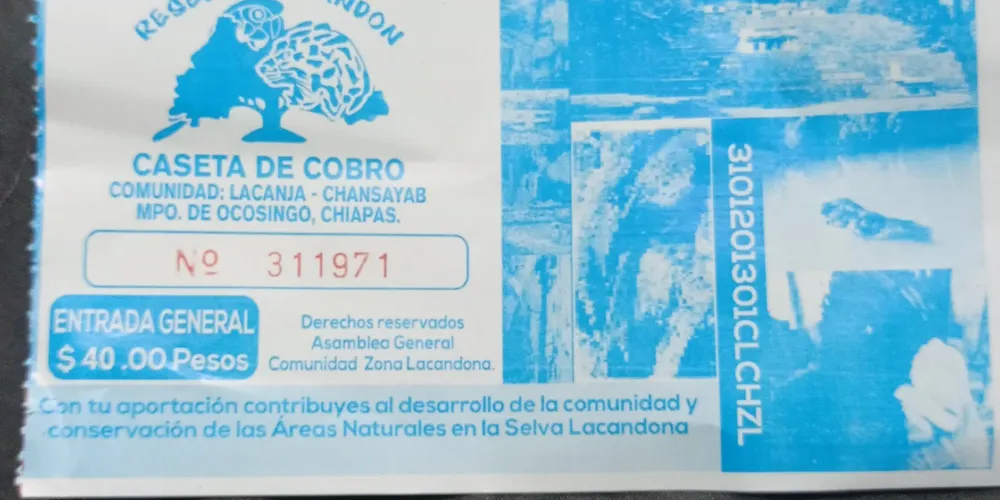 CASETA DE COBRO
COMUNIDAD: LACANJA - CHANSAYAB
MPO. DE OCOSINGO, CHIAPAS.
Nº 311971
ENTRADA GENERAL
$ 40.00 Pesos
Derechos reservados
Asamblea General
Comunidad Zona Lacandona.
Con tu aportación contribuyes al desarrollo de la comunidad y
conservación de las Áreas Naturales en la Selva Lacandona
3101201301CLCHZL